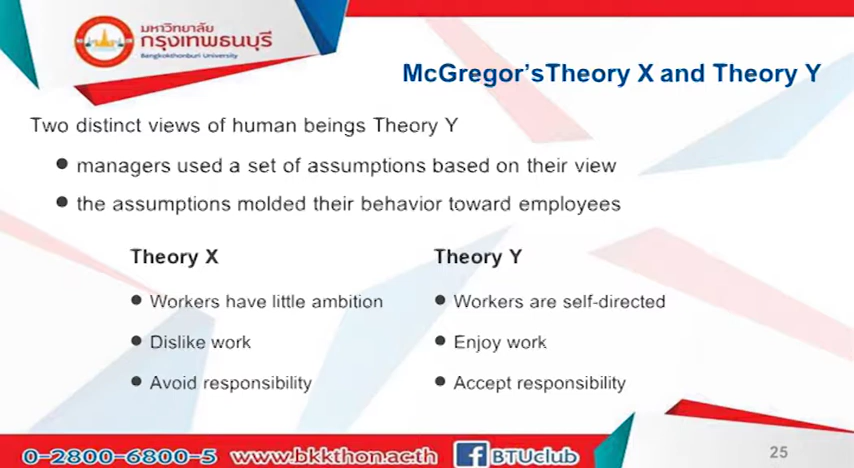 มหาวิทยาลัย
กรุงเทพธนบุรี
Bangkokthonburi University
McGregor'sTheory X and Theory Y
Two distinct views of human beings Theory Y
● managers used a set of assumptions based on their view
● the assumptions molded their behavior toward employees
Theory X
● Workers have little ambition
● Dislike work
● Avoid responsibility
Theory Y
● Workers are self-directed
● Enjoy work
● Accept responsibility
0-2800-6800-5 www.bkkthon.ac.th f BTUclub
25